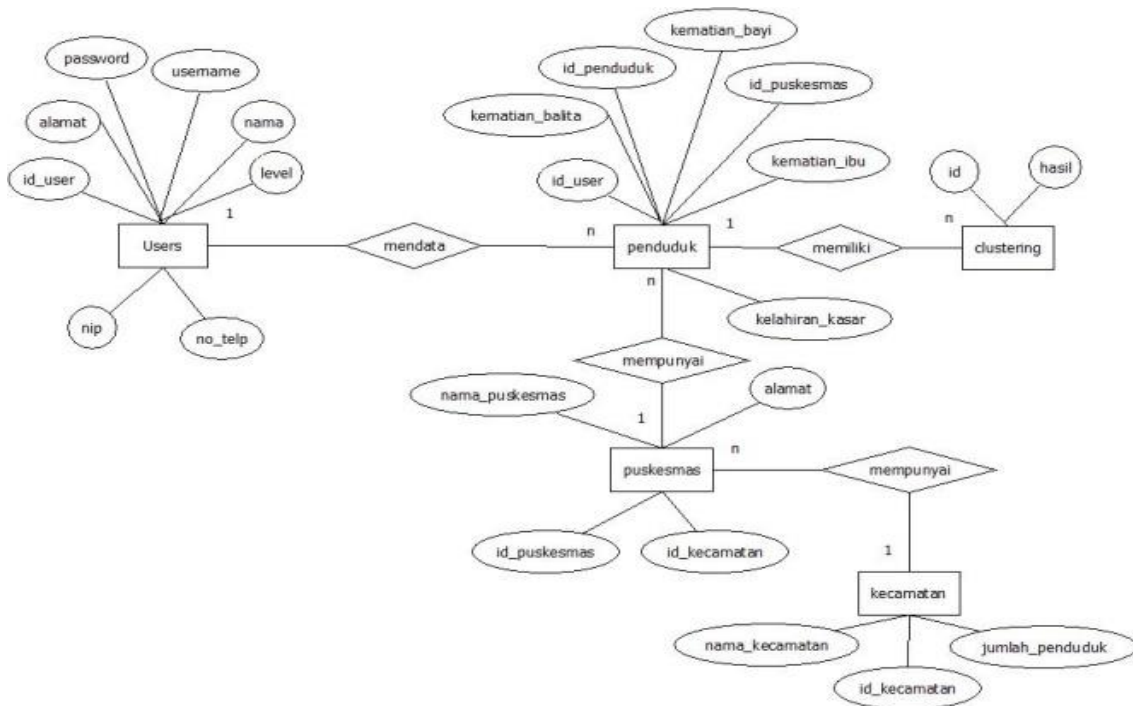 kematian_bayi
password
id_penduduk
username
id_puskesmas
kematian_balita
alamat
nama
kematian_ibu
id_user
level
id_user
id
hasil
1
n
1
n
Users
mendata
penduduk
memiliki
clustering
n
nip
no_telp
kelahiran_kasar
mempunyai
nama_puskesmas
alamat
1
n
puskesmas
mempunyai
id_puskesmas
id_kecamatan
1
kecamatan
nama_kecamatan
jumlah_penduduk
id_kecamatan